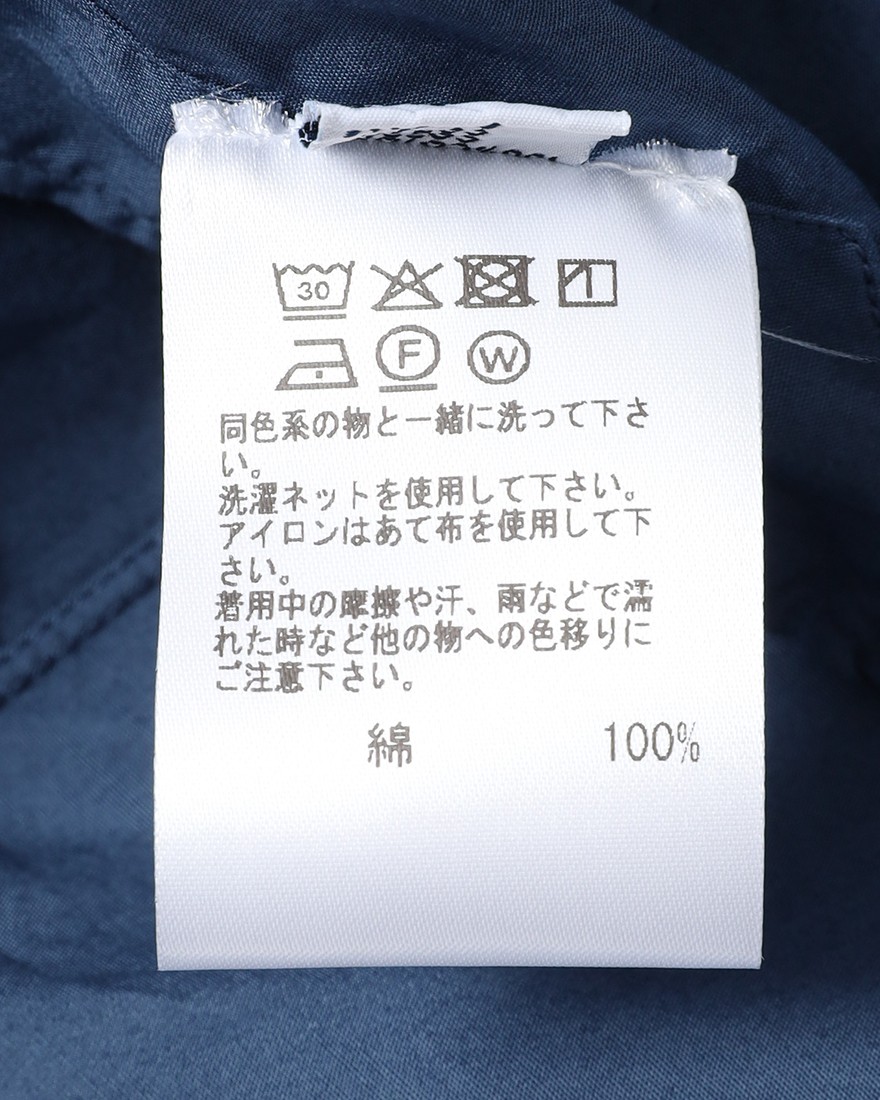 30
F W
同色系の物と一緒に洗って下さ
い。
洗濯ネットを使用して下さい。
アイロンはあて布を使用して下
さい。
着用中の摩擦や汗、雨などで濡
れた時など他の物への色移りに
ご注意下さい。
綿 100%